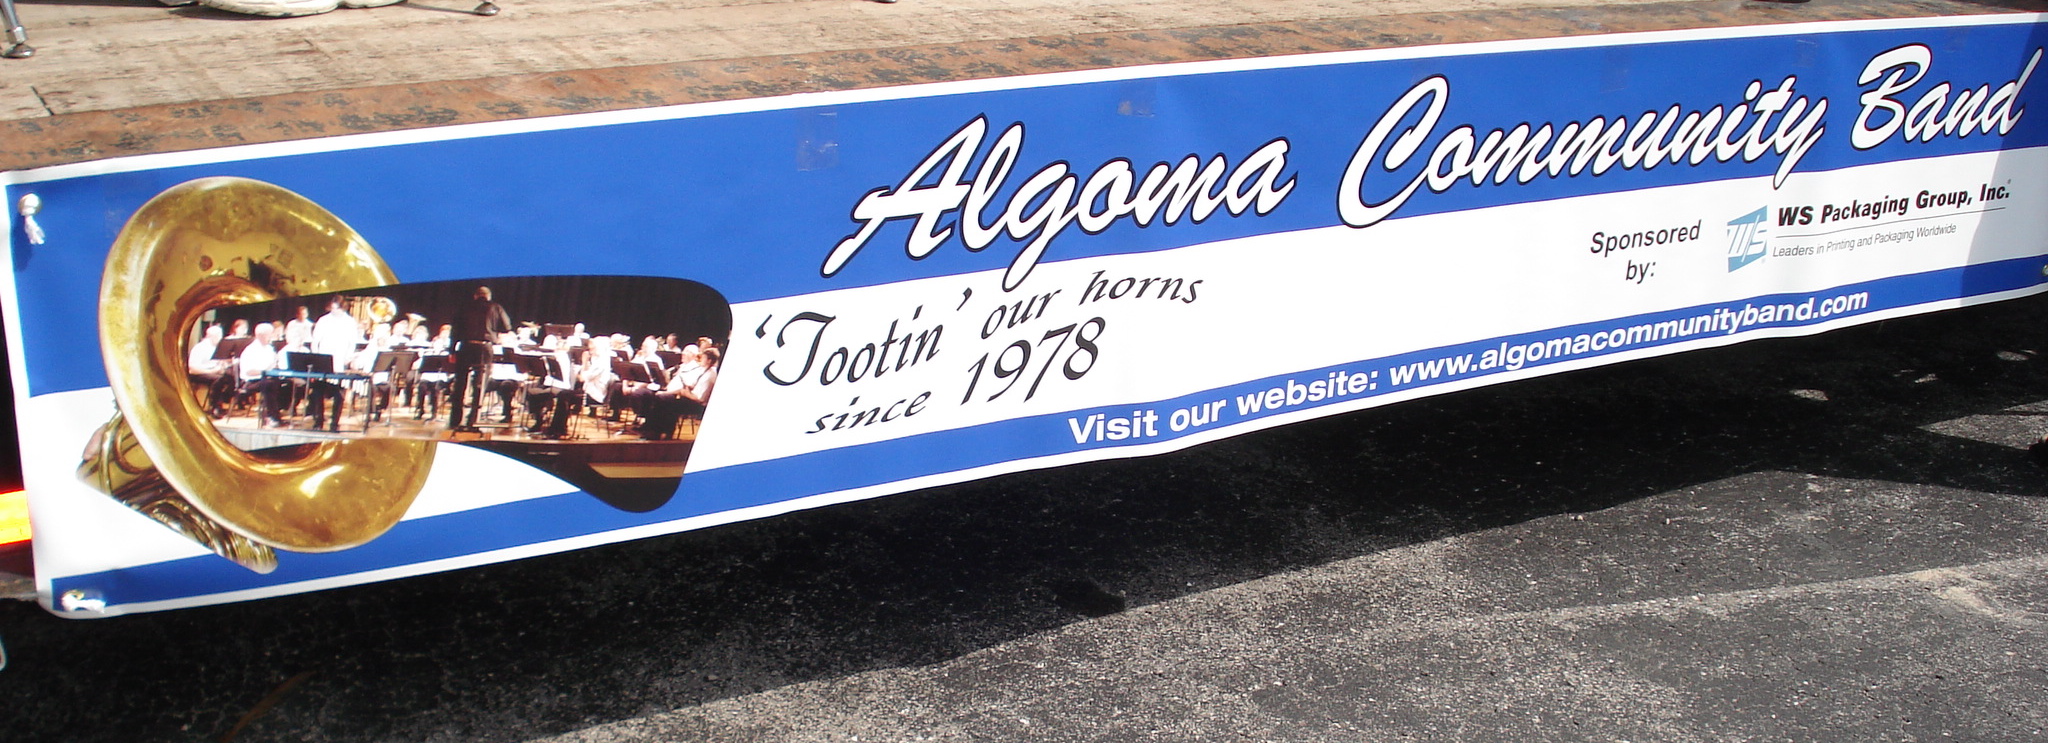 Algoma Community Band
'Tootin' our horns
since 1978
Sponsored
by:
W/S
WS Packaging Group, Inc.
Leaders in Printing and Packaging Worldwide
Visit our website: www.algomacommunityband.com